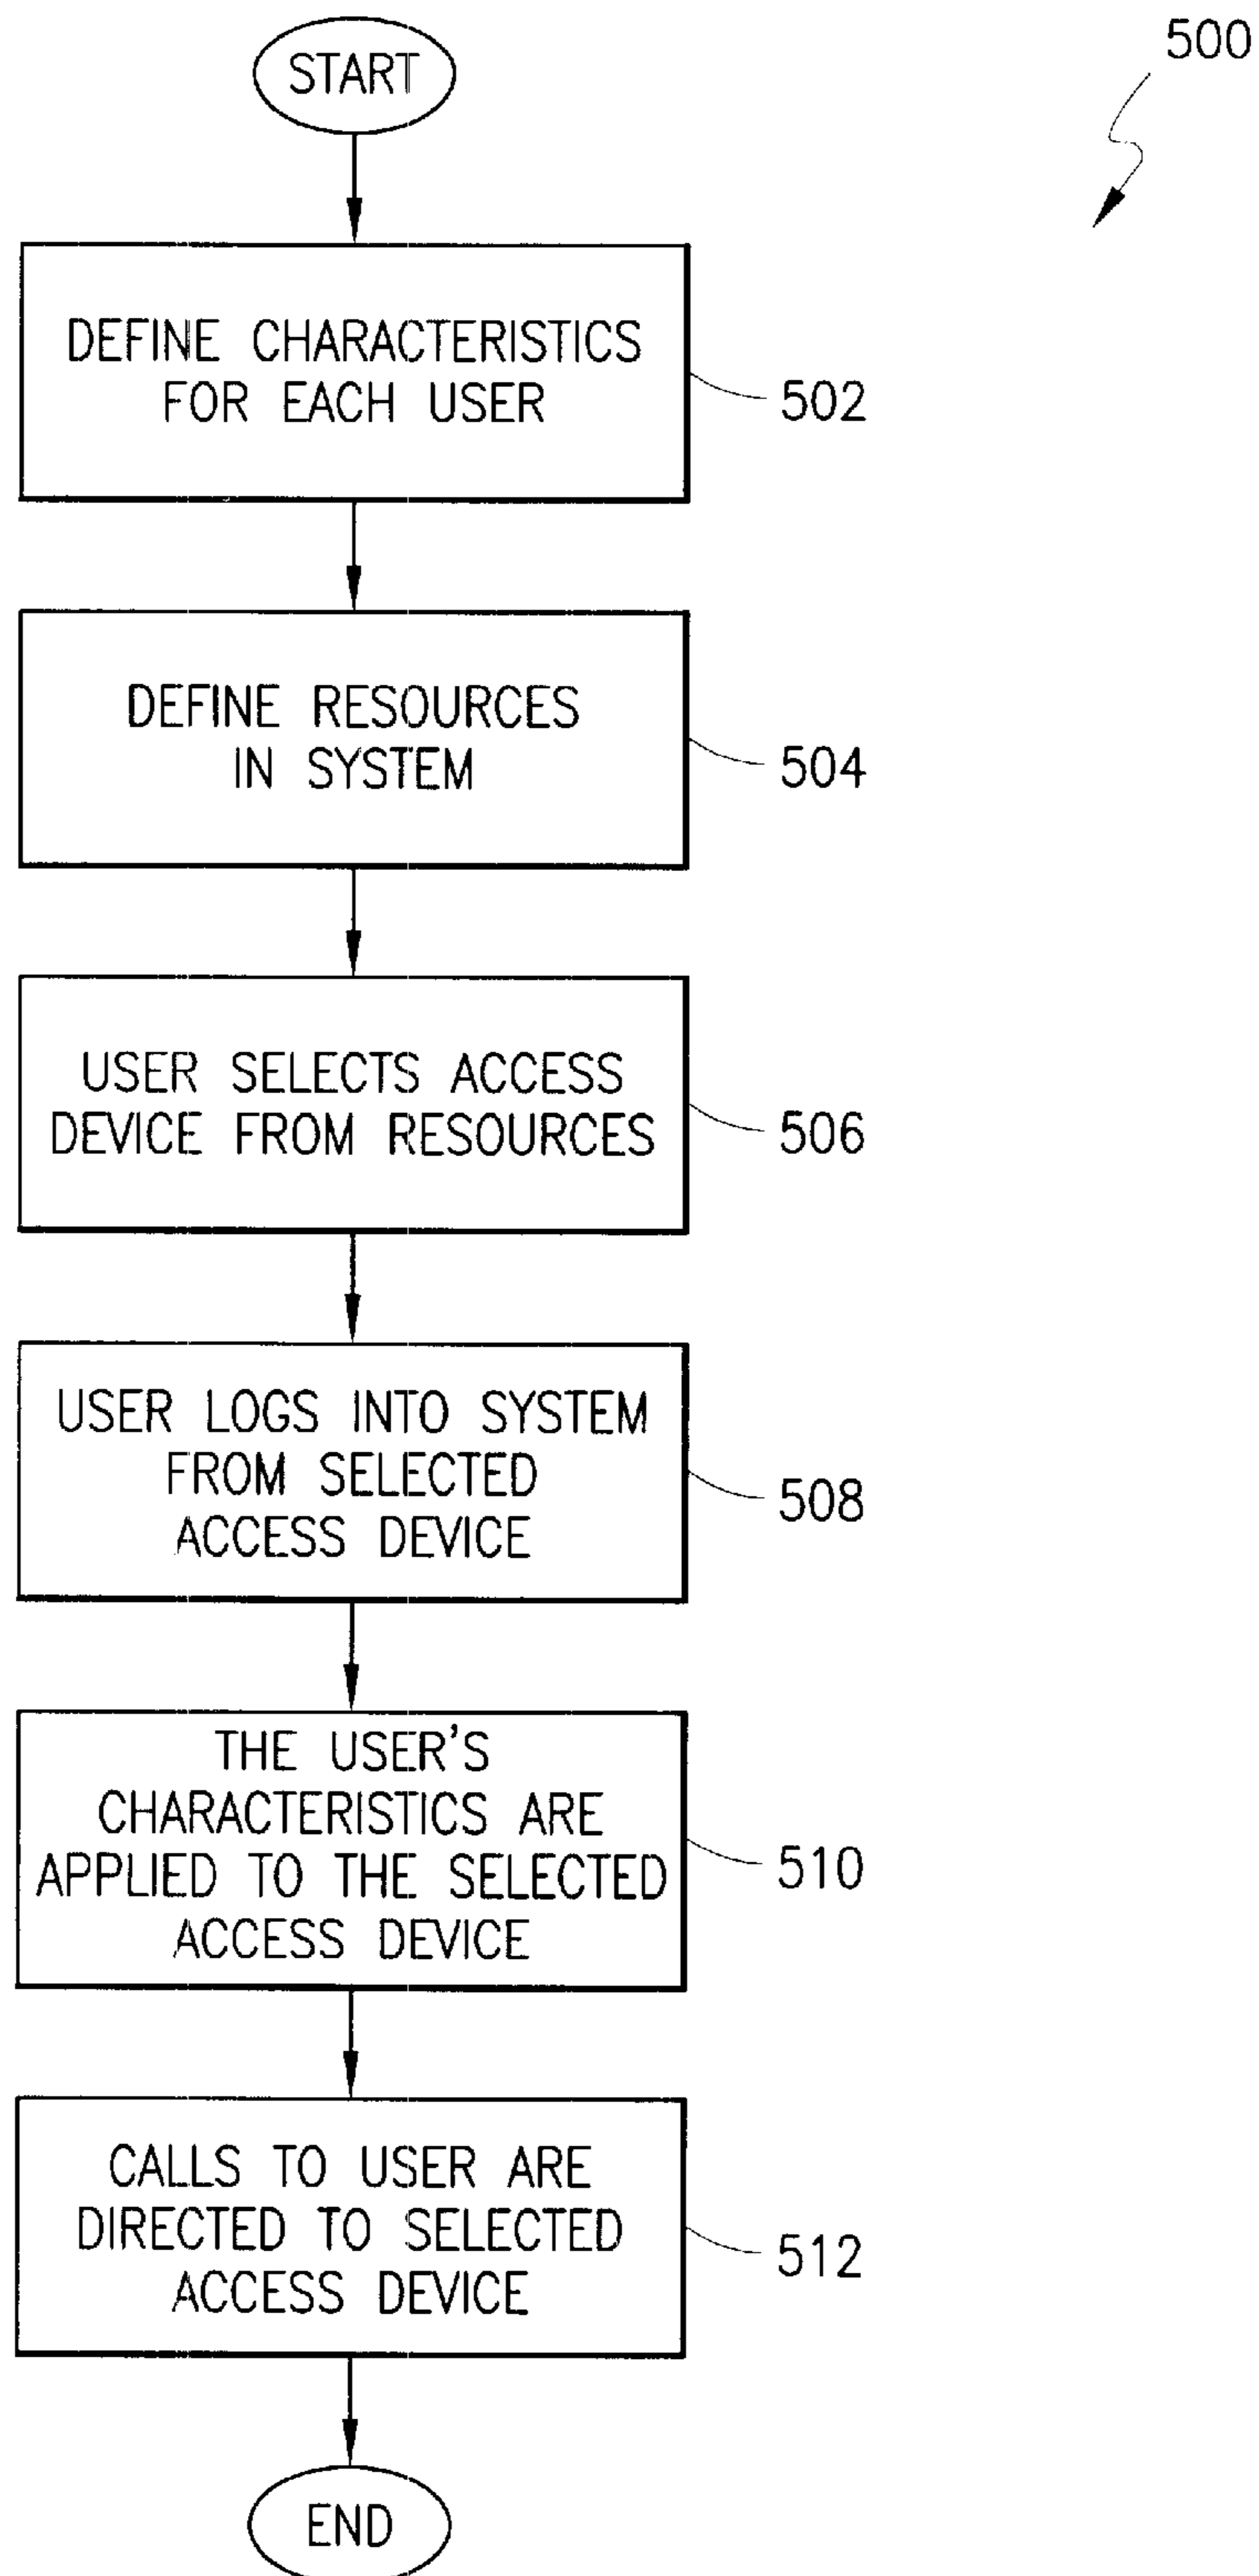 START
500
DEFINE CHARACTERISTICS
FOR EACH USER
502
DEFINE RESOURCES
IN SYSTEM
504
USER SELECTS ACCESS
DEVICE FROM RESOURCES
506
USER LOGS INTO SYSTEM
FROM SELECTED
ACCESS DEVICE
508
THE USER'S
CHARACTERISTICS ARE
APPLIED TO THE SELECTED
ACCESS DEVICE
510
CALLS TO USER ARE
DIRECTED TO SELECTED
ACCESS DEVICE
512
END